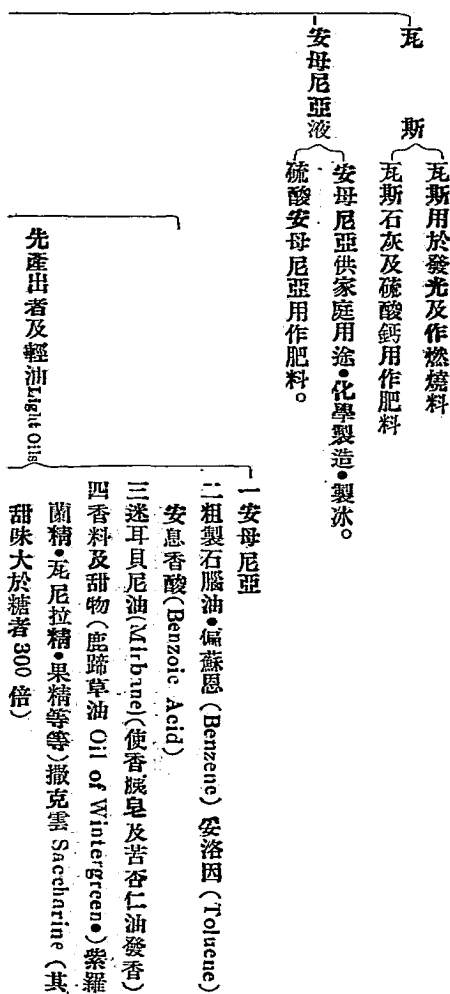 瓦斯
瓦斯用於發光及作燃燒料
瓦斯石灰及硫酸鈣用作肥料
安母尼亞液
安母尼亞供家庭用途•化學製造•製冰。
硫酸安母尼亞用作肥料。
先產出者及輕油Light Oils
一安母尼亞
二粗製石腦油•偏蘇恩(Benzene)妥洛因(Toluene)
安息香酸(Benzoic Acid)
三迷耳貝尼油(Mirbane)(使香胰皂及苦杏仁油發香)
四香料及甜物(鹿蹄草油 Oil of Wintergreen•)紫羅
蘭精•瓦尼拉精•果精等等)撒克雲 Saccharine(其
甜味大於糖者300倍)